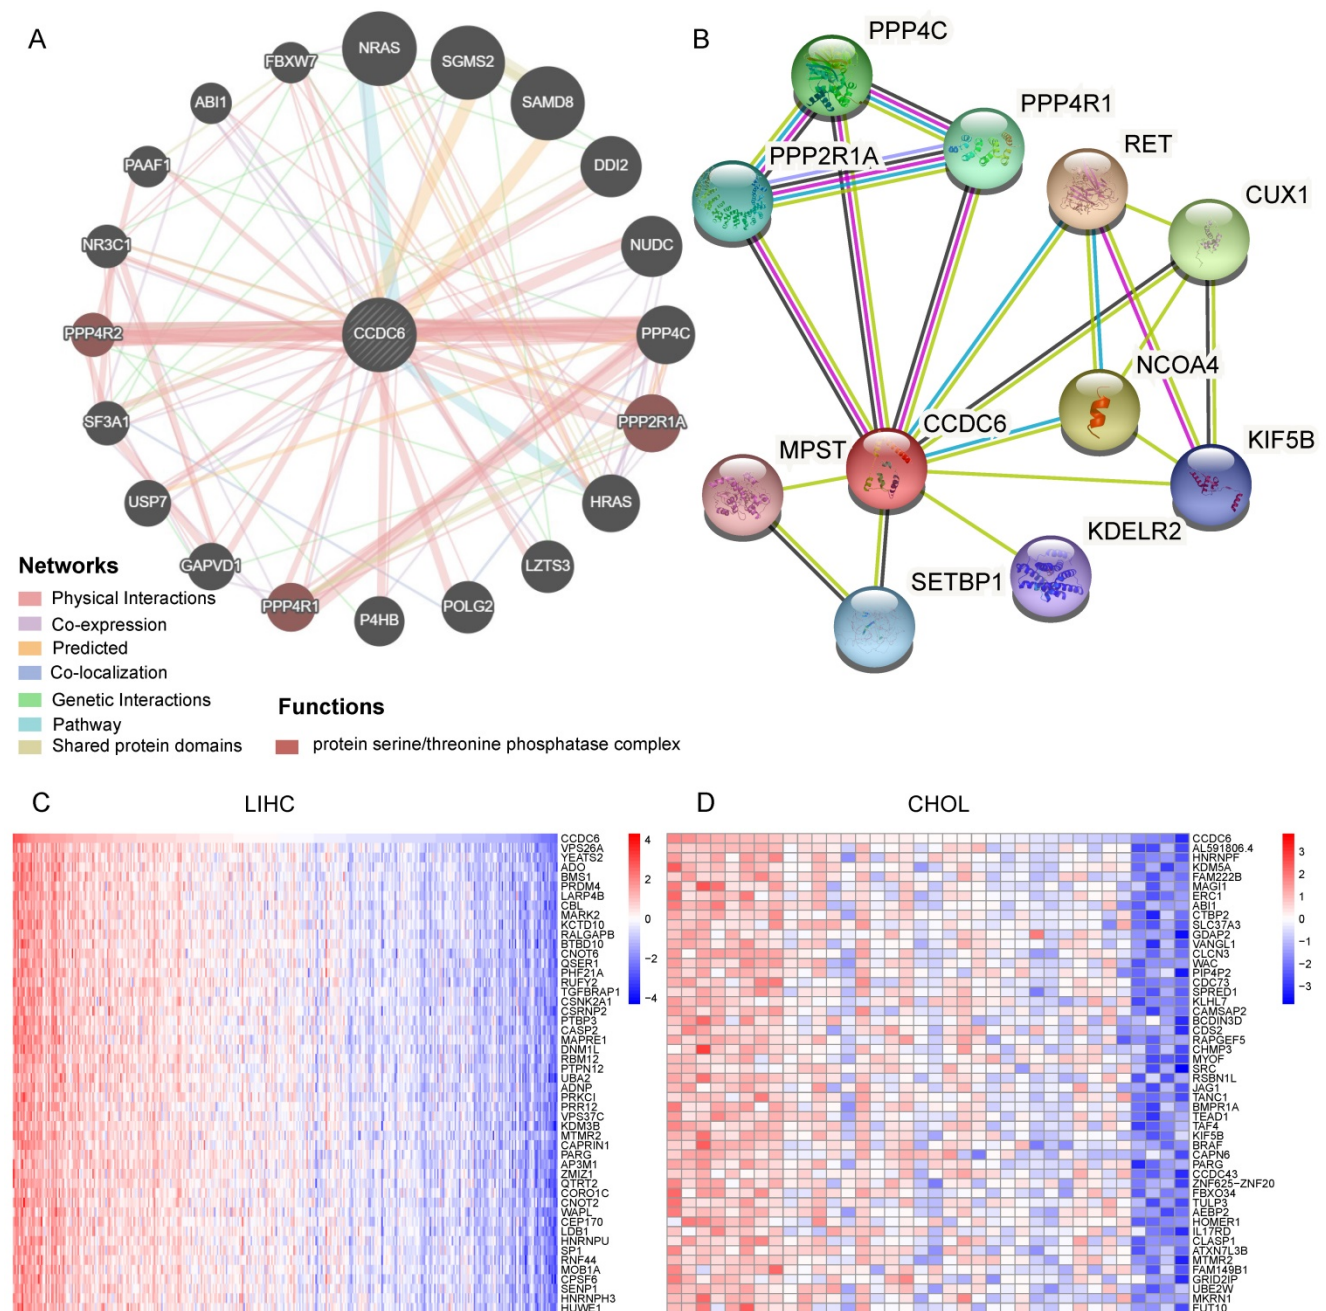 A
NRAS
SGMS2
SAMD8
DDI2
NUDC
PPP4C
PPP2R1A
HRAS
LZTS3
POLG2
P4HB
PPP4R1
GAPVD1
USP7
SF3A1
PPP4R2
NR3C1
PAAF1
ABI1
FBXW7
CCDC6
Networks
Physical Interactions
Co-expression
Predicted
Co-localization
Genetic Interactions
Pathway
Shared protein domains
Functions
protein serine/threonine phosphatase complex
B
PPP4C
PPP4R1
PPP2R1A
RET
CUX1
NCOA4
CCDC6
MPST
KIF5B
KDELR2
SETBP1
C
LIHC
CCDC6
VPS26A
YEATS2
ADO
BMS1
PRDM4
LARP4B
CBL
MARK2
KCTD10
RALGAPB
BTBD10
CNOT6
QSER1
PHF21A
RUFY2
TGFBRAP1
CSNK2A1
CSRNP2
PTBP3
CASP2
MAPRE1
DNM1L
RBM12
PTPN12
UBA2
ADNP
PRKCI
PRR12
VPS37C
KDM3B
MTMR2
CAPRIN1
PARG
AP3M1
ZMIZ1
QTRT2
CORO1C
CNOT2
WAPL
CEP170
LDB1
HNRNPU
SP1
RNF44
MOB1A
CPSF6
SENP1
HNRNPH3
HUWE1
4
2
0
−2
−4
D
CHOL
CCDC6
AL591806.4
HNRNPF
KDM5A
FAM222B
MAGI1
ERC1
ABI1
CTBP2
SLC37A3
GDAP2
VANGL1
CLCN3
WAC
PIP4P2
CDC73
SPRED1
KLHL7
CAMSAP2
BCDIN3D
CDS2
RAPGEF5
CHMP3
MYOF
SRC
RSBN1L
JAG1
TANC1
BMPR1A
TEAD1
TAF4
KIF5B
BRAF
CAPN6
PARG
CCDC43
ZNF625−ZNF20
FBXO34
TULP3
AEBP2
HOMER1
IL17RD
CLASP1
ATXN7L3B
MTMR2
FAM149B1
GRID2IP
UBE2W
MKRN1
FUT10
3
2
1
0
−1
−2
−3